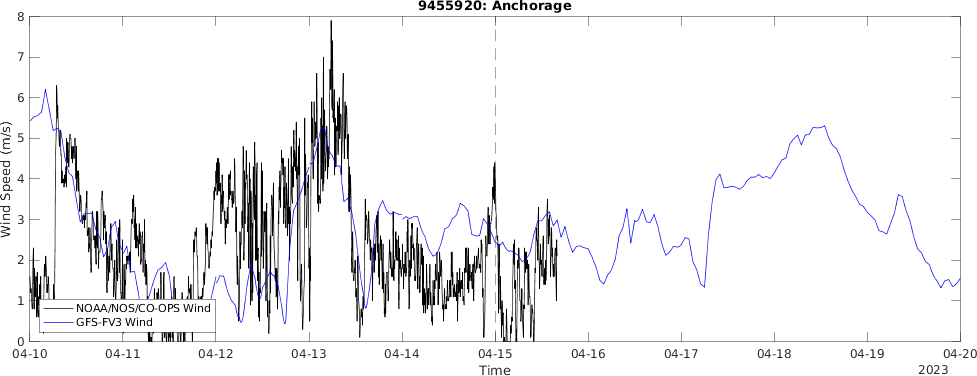 9455920: Anchorage
8
7
6
5
4
3
2
1
0
Wind Speed (m/s)
NOAA/NOS/CO-OPS Wind
GFS-FV3 Wind
04-10 04-11 04-12 04-13 04-14 04-15 04-16 04-17 04-18 04-19 04-20
Time
2023